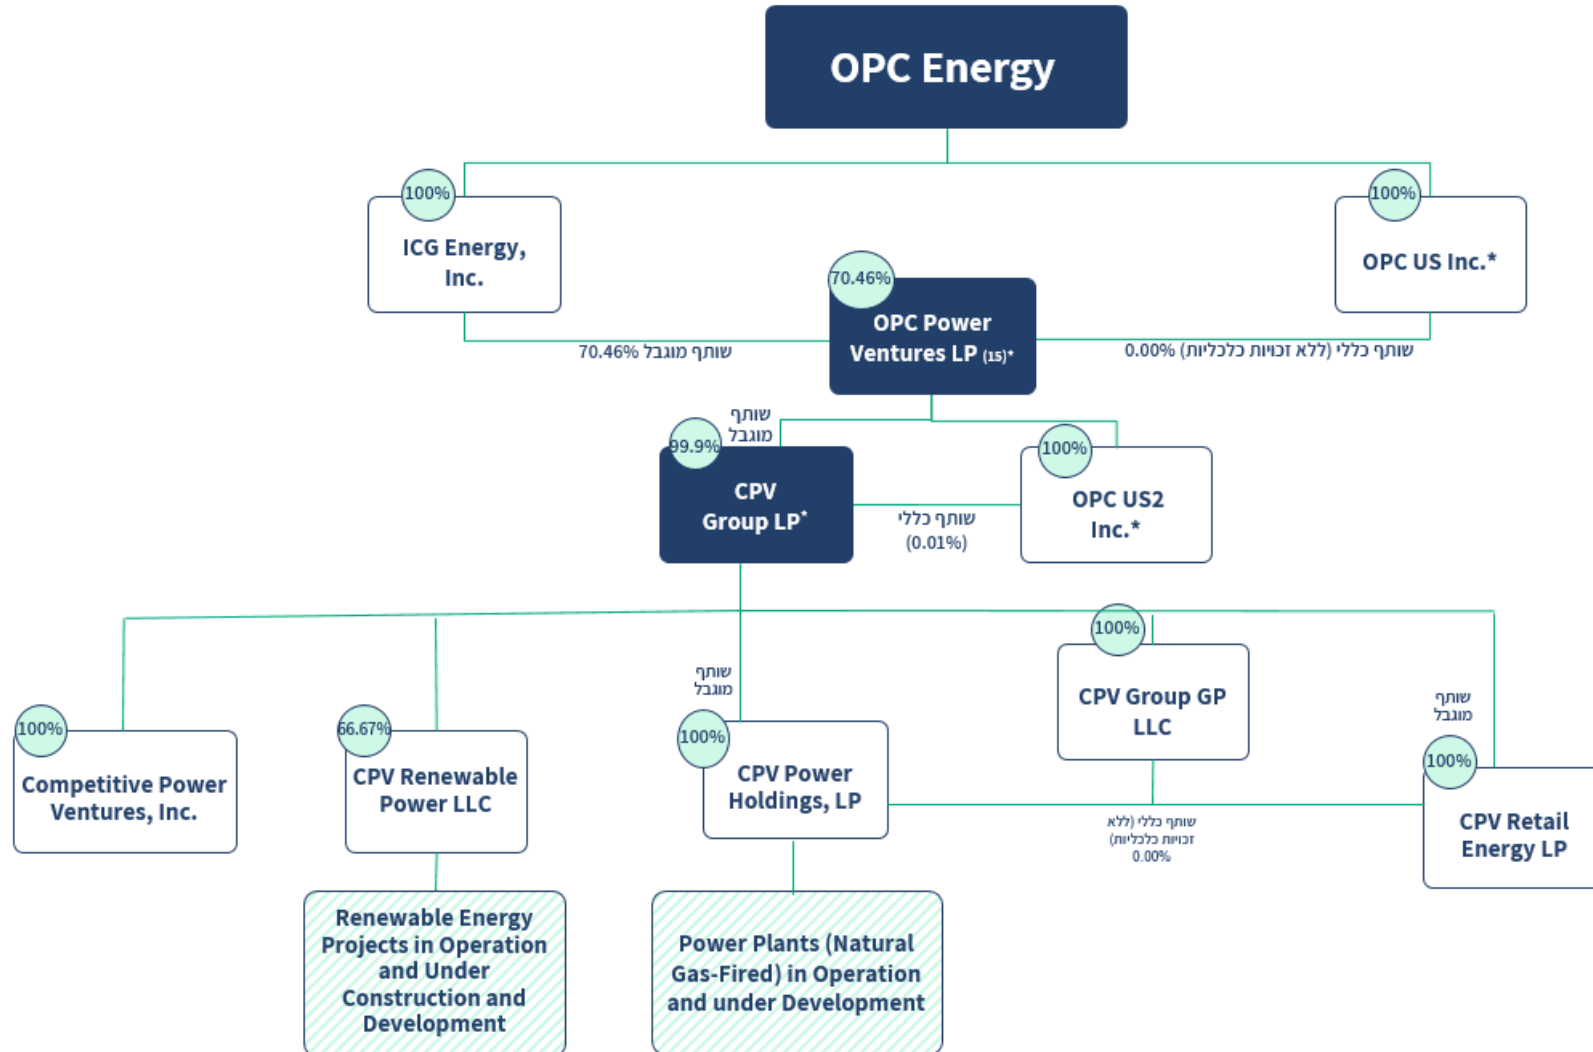 OPC Energy
100%
ICG Energy,
Inc.
100%
OPC US Inc.*
70.46%
OPC Power
Ventures LP (15)*
שותף מוגבל 70.46%
שותף כללי (ללא זכויות כלכליות) 0.00%
שותף
מוגבל
99.9%
CPV
Group LP*
100%
OPC US2
Inc.*
שותף כללי
(0.01%)
100%
Competitive Power
Ventures, Inc.
66.67%
CPV Renewable
Power LLC
שותף
מוגבל
100%
CPV Power
Holdings, LP
100%
CPV Group GP
LLC
שותף
מוגבל
100%
CPV Retail
Energy LP
שותף כללי (ללא
זכויות כלכליות)
0.00%
Renewable Energy
Projects in Operation
and Under
Construction and
Development
Power Plants (Natural
Gas-Fired) in Operation
and under Development